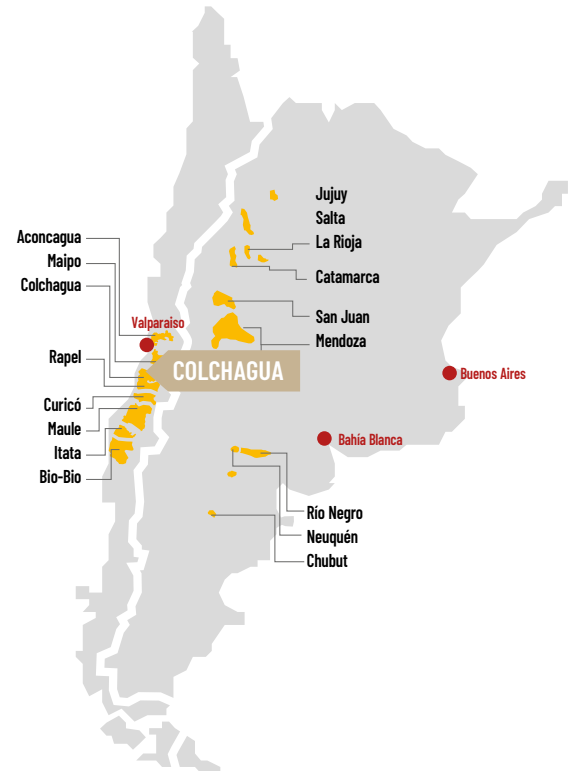 Jujuy
Salta
La Rioja
Catamarca
San Juan
Mendoza
Aconcagua
Maipo
Colchagua
Valparaiso
Rapel
COLCHAGUA
Curicó
Maule
Itata
Bio-Bio
Buenos Aires
Bahía Blanca
Río Negro
Neuquén
Chubut